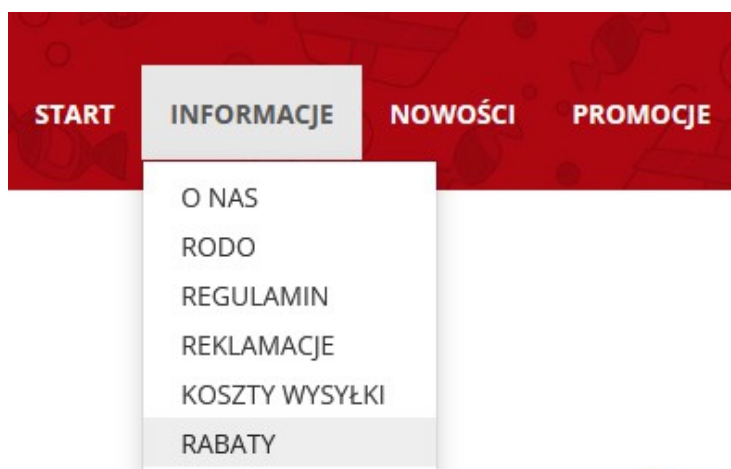 START INFORMACJE NOWOŚCI PROMOCJE
O NAS
RODO
REGULAMIN
REKLAMACJE
KOSZTY WYSYŁKI
RABATY